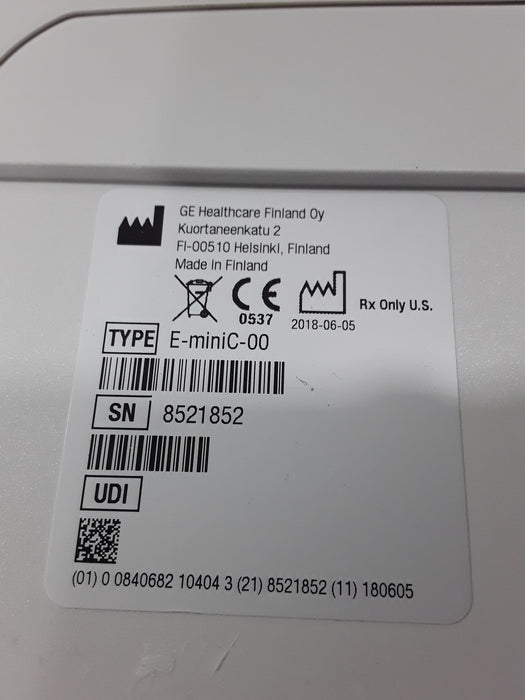 GE Healthcare Finland Oy
Kuortaneenkatu 2
FI-00510 Helsinki, Finland
Made in Finland
CE
0537
2018-06-05
Rx Only U.S.
TYPE E-miniC-00
SN 8521852
UDI
(01) 0 0840682 10404 3 (21) 8521852 (11) 180605